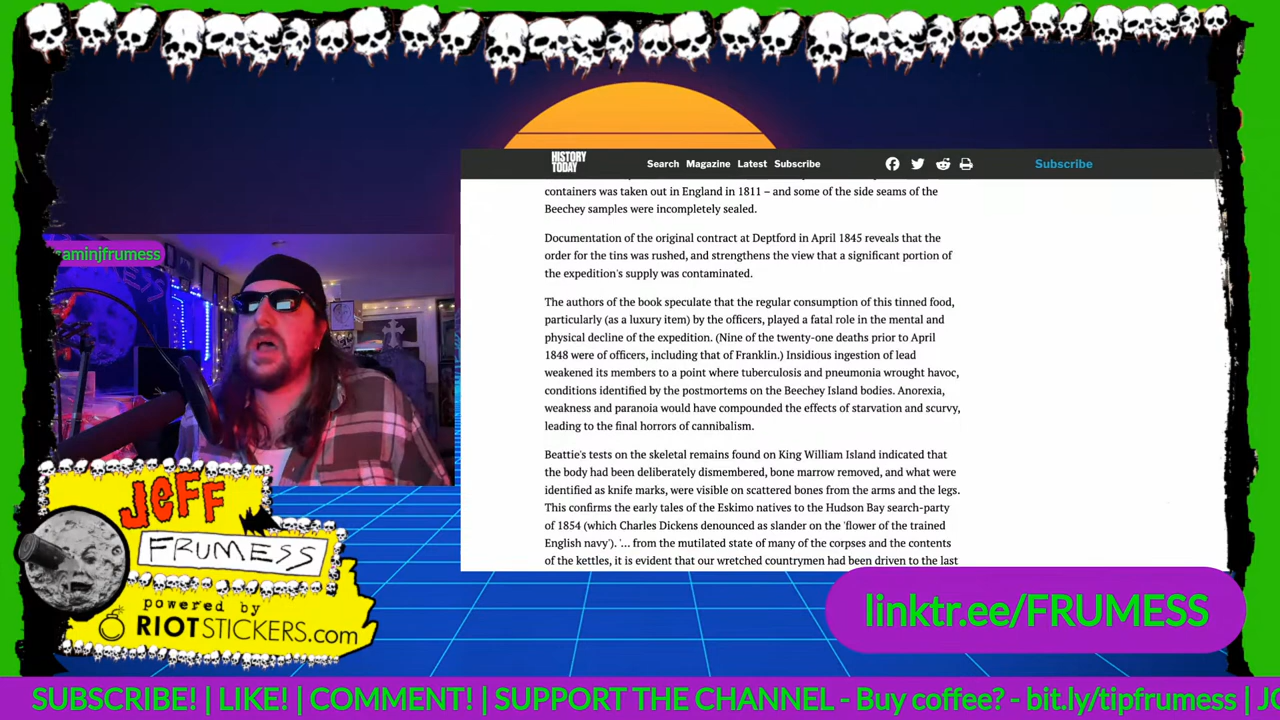 HISTORY
TODAY
Search Magazine Latest Subscribe
Subscribe
containers was taken out in England in 1811 – and some of the side seams of the
Beechey samples were incompletely sealed.
Documentation of the original contract at Deptford in April 1845 reveals that the
order for the tins was rushed, and strengthens the view that a significant portion of
the expedition's supply was contaminated.
The authors of the book speculate that the regular consumption of this tinned food,
particularly (as a luxury item) by the officers, played a fatal role in the mental and
physical decline of the expedition. (Nine of the twenty-one deaths prior to April
1848 were of officers, including that of Franklin.) Insidious ingestion of lead
weakened its members to a point where tuberculosis and pneumonia wrought havoc,
conditions identified by the postmortems on the Beechey Island bodies. Anorexia,
weakness and paranoia would have compounded the effects of starvation and scurvy,
leading to the final horrors of cannibalism.
Beattie's tests on the skeletal remains found on King William Island indicated that
the body had been deliberately dismembered, bone marrow removed, and what were
identified as knife marks, were visible on scattered bones from the arms and the legs.
This confirms the early tales of the Eskimo natives to the Hudson Bay search-party
of 1854 (which Charles Dickens denounced as slander on the 'flower of the trained
English navy'). '... from the mutilated state of many of the corpses and the contents
of the kettles, it is evident that our wretched countrymen had been driven to the last
aminjfrumess
JEFF
FRUMESS
powered by
RIOTSTICKERS.com
linktr.ee/FRUMESS
SUBSCRIBE! | LIKE! | COMMENT! | SUPPORT THE CHANNEL - Buy coffee? - bit.ly/tipfrumess | JO